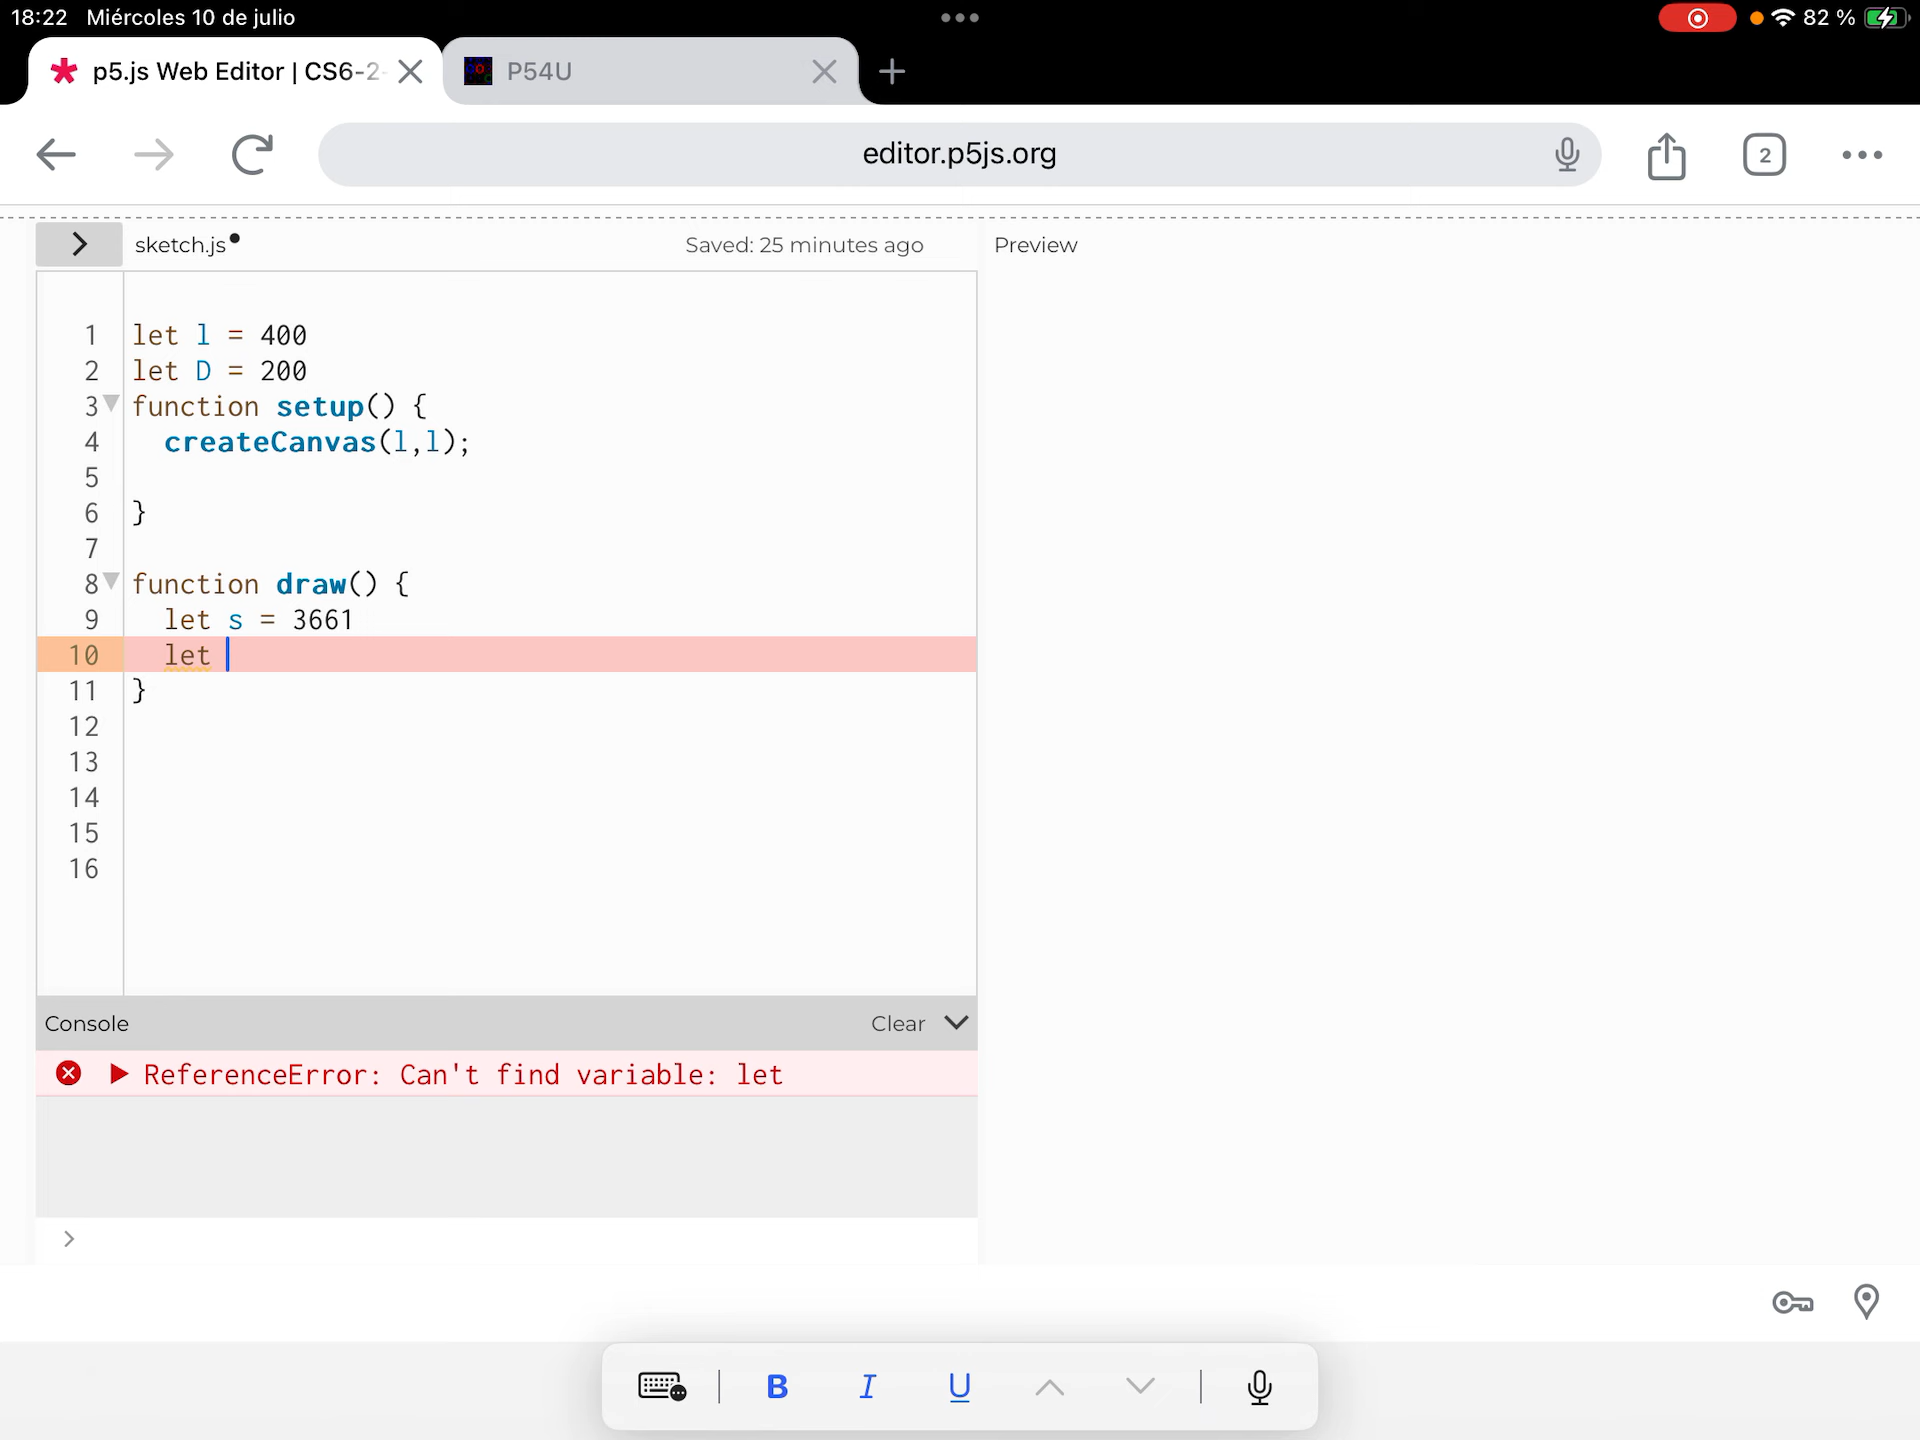 18:22 Miércoles 10 de julio
82 %
p5.js Web Editor | CS6-2-
P54U
editor.p5js.org
2
sketch.js
Saved: 25 minutes ago
Preview
1 let l = 400
2 let D = 200
3 function setup() {
4 createCanvas(l,l);
5
6 }
7
8 function draw() {
9 let s = 3661
10 let
11 }
12
13
14
15
16
Console
Clear
ReferenceError: Can't find variable: let
>
B I U